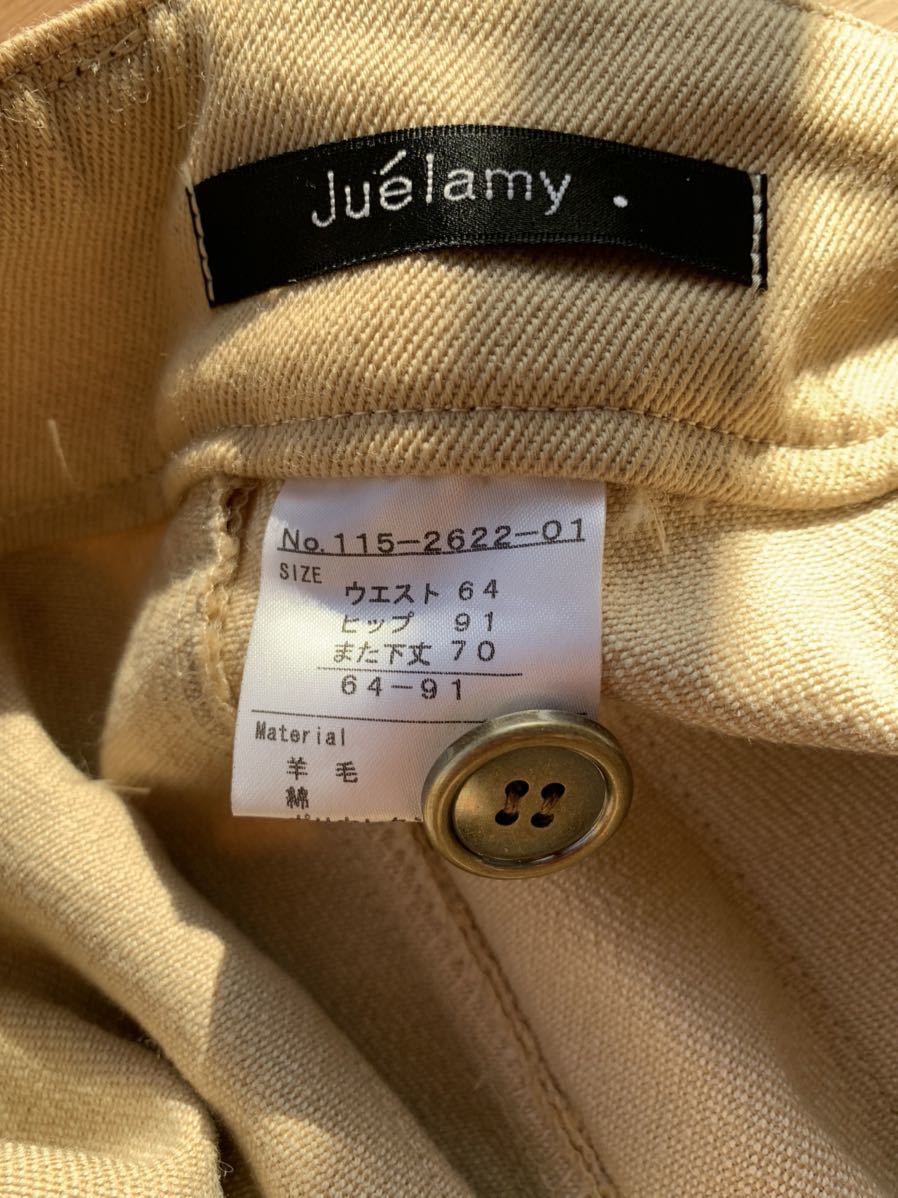 Juélamy .
No. 115-2622-01
SIZE
ウエスト 64
ヒップ 91
また下丈 70
64-91
Material
羊毛
綿